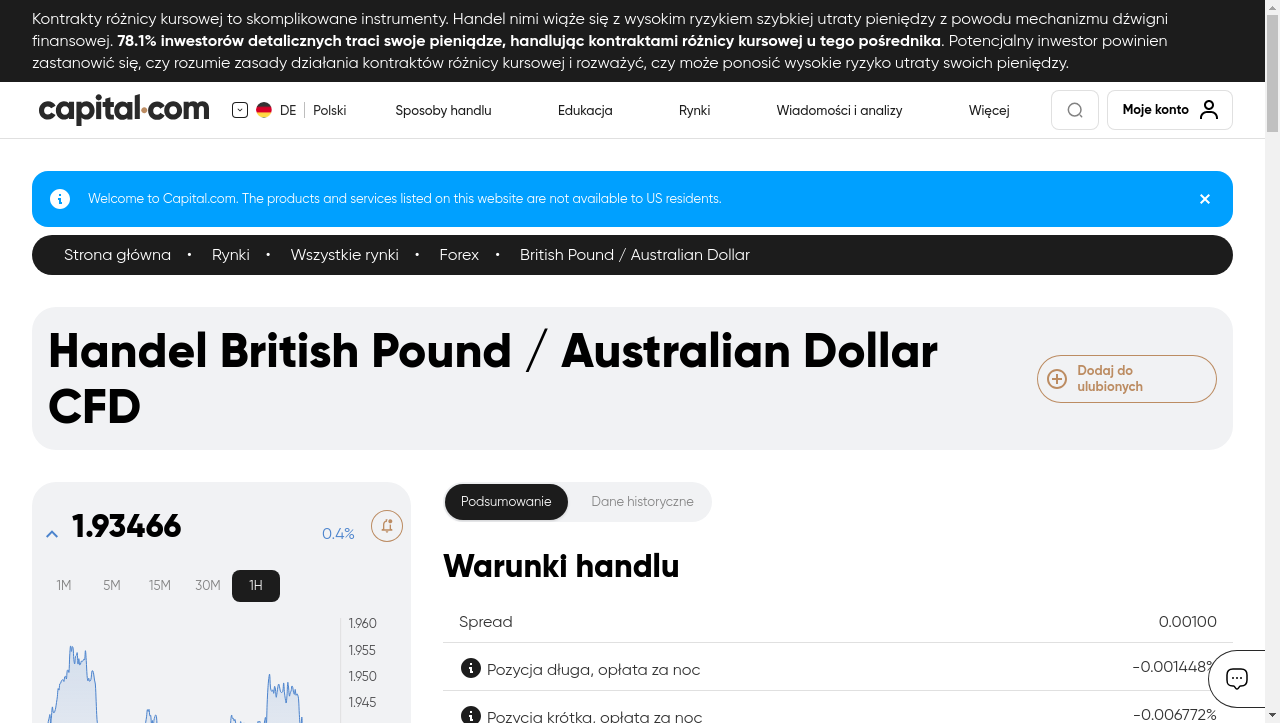 Kontrakty różnicy kursowej to skomplikowane instrumenty. Handel nimi wiąże się z wysokim ryzykiem szybkiej utraty pieniędzy z powodu mechanizmu dźwigni
finansowej. 78.1% inwestorów detalicznych traci swoje pieniądze, handlując kontraktami różnicy kursowej u tego pośrednika. Potencjalny inwestor powinien
zastanowić się, czy rozumie zasady działania kontraktów różnicy kursowej i rozważyć, czy może ponosić wysokie ryzyko utraty swoich pieniędzy.
capital.com DE Polski Sposoby handlu Edukacja Rynki Wiadomości i analizy Więcej Moje konto
Welcome to Capital.com. The products and services listed on this website are not available to US residents.
Strona główna • Rynki • Wszystkie rynki • Forex • British Pound / Australian Dollar
Handel British Pound / Australian Dollar
CFD
Dodaj do
ulubionych
1.93466 0.4%
1M 5M 15M 30M 1H
1.960
1.955
1.950
1.945
Podsumowanie Dane historyczne
Warunki handlu
Spread 0.00100
Pozycja długa, opłata za noc -0.001448%
Pozycja krótka, opłata za noc -0.006772%